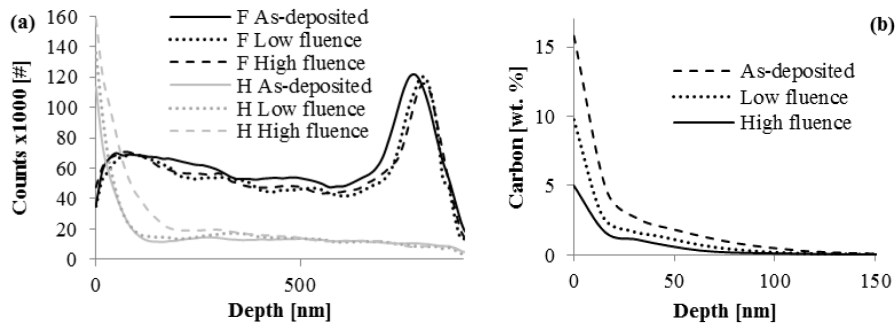 (a)
Counts x1000 [#]
160
140
120
100
80
60
40
20
0
F As-deposited
F Low fluence
F High fluence
H As-deposited
H Low fluence
H High fluence
0
500
Depth [nm]
(b)
Carbon [wt. %]
15
10
5
0
As-deposited
Low fluence
High fluence
0
50
100
150
Depth [nm]